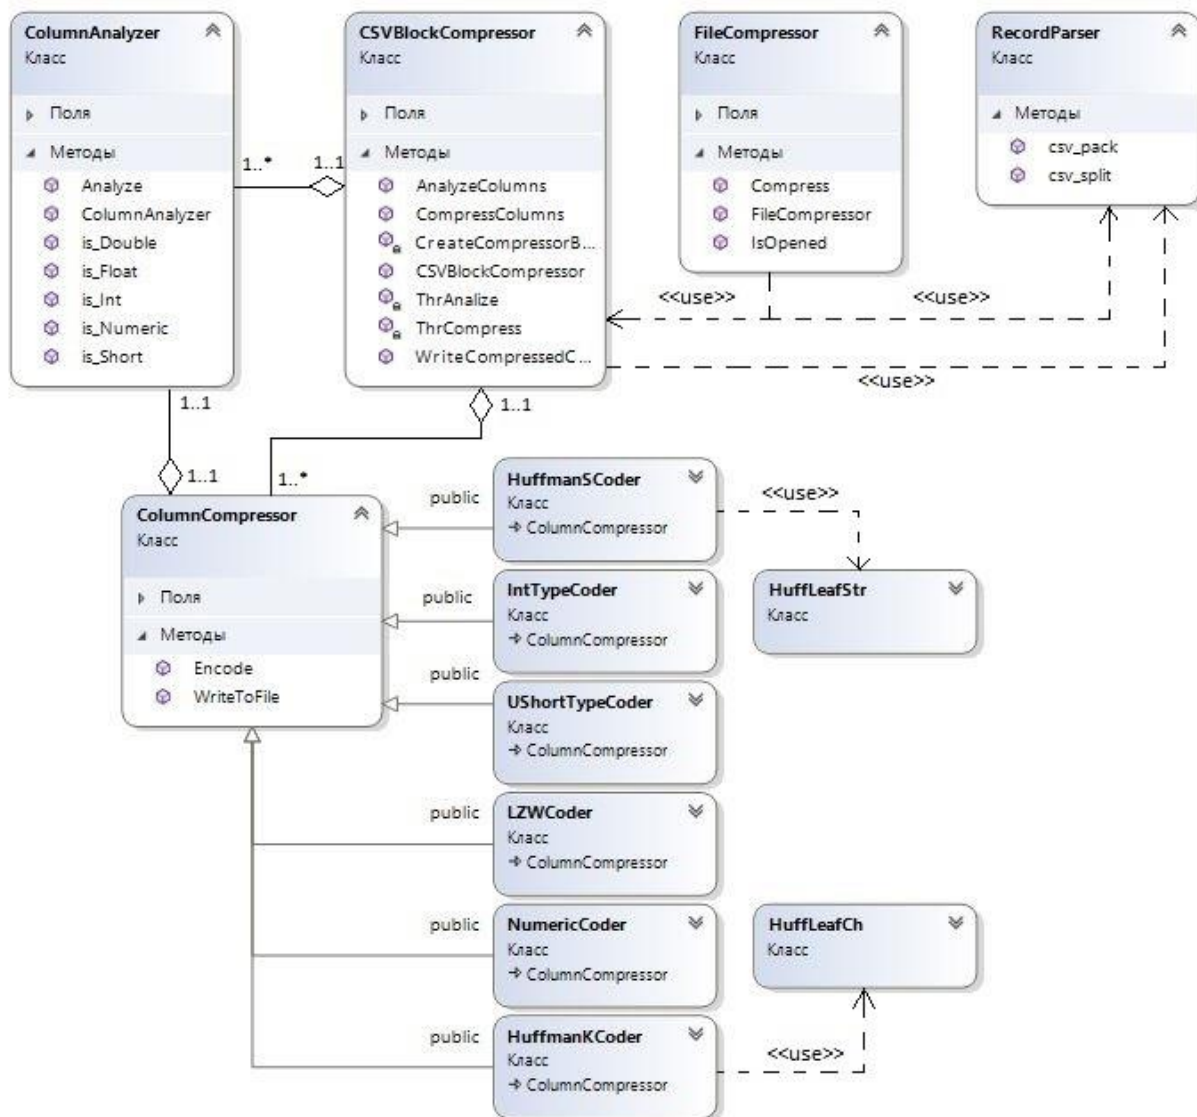 ColumnAnalyzer
Класс
Поля
Методы
Analyze
ColumnAnalyzer
is_Double
is_Float
is_Int
is_Numeric
is_Short
1..*
1..1
CSVBlockCompressor
Класс
Поля
Методы
AnalyzeColumns
CompressColumns
CreateCompressorB...
CSVBlockCompressor
ThrAnalize
ThrCompress
WriteCompressedC...
FileCompressor
Класс
Поля
Методы
Compress
FileCompressor
IsOpened
RecordParser
Класс
Методы
csv_pack
csv_split
<<use>>
<<use>>
<<use>>
1..1
1..1
1..1
1..*
ColumnCompressor
Класс
Поля
Методы
Encode
WriteToFile
public
HuffmanSCoder
Класс
ColumnCompressor
<<use>>
HuffLeafStr
Класс
public
IntTypeCoder
Класс
ColumnCompressor
public
UShortTypeCoder
Класс
ColumnCompressor
public
LZWCoder
Класс
ColumnCompressor
public
NumericCoder
Класс
ColumnCompressor
HuffLeafCh
Класс
public
HuffmanKCoder
Класс
ColumnCompressor
<<use>>